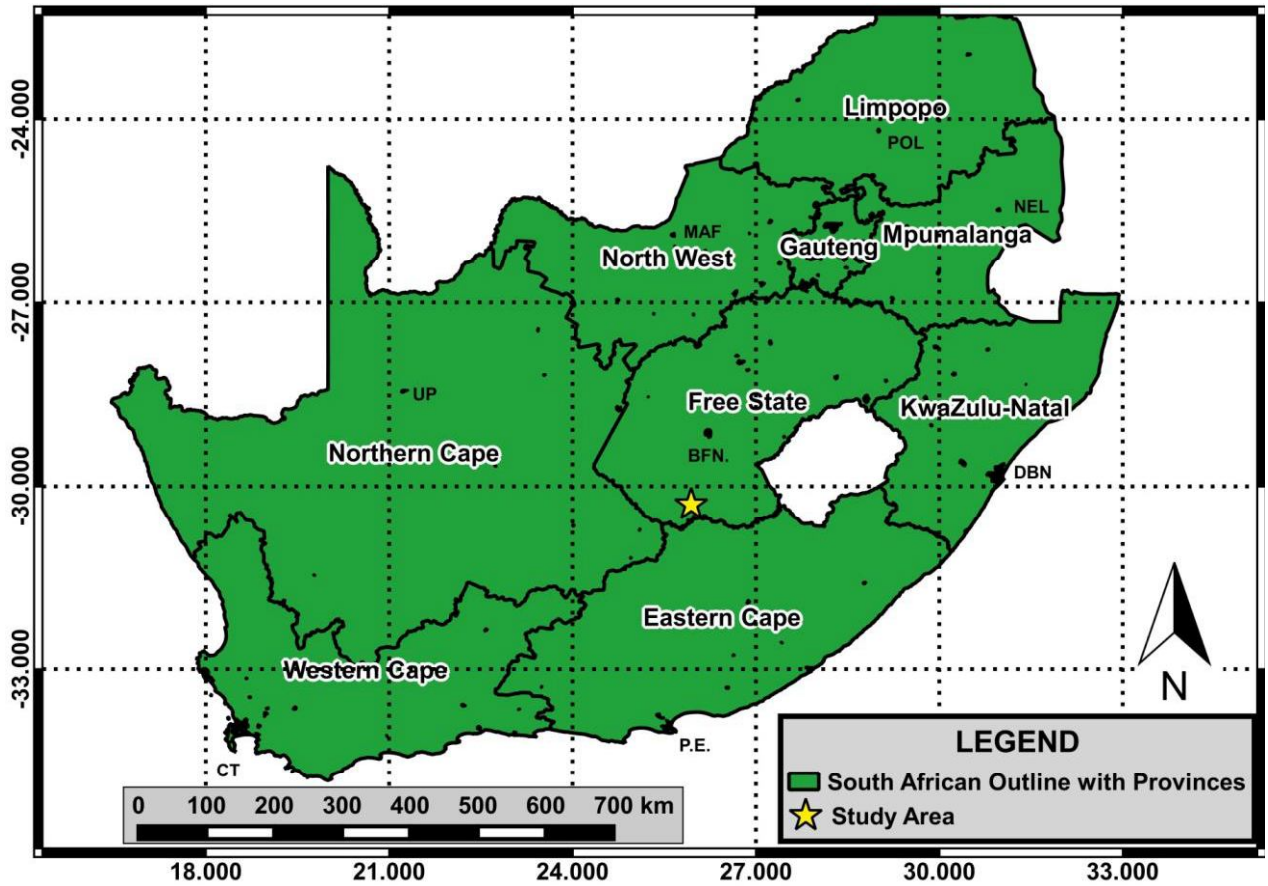 Limpopo
POL
NEL
MAF
North West
Gauteng
Mpumalanga
UP
Free State
KwaZulu-Natal
Northern Cape
BFN.
DBN
Eastern Cape
Western Cape
CT
P.E.
N
-24.000
-27.000
-30.000
-33.000
LEGEND
South African Outline with Provinces
Study Area
0 100 200 300 400 500 600 700 km
18.000 21.000 24.000 27.000 30.000 33.000